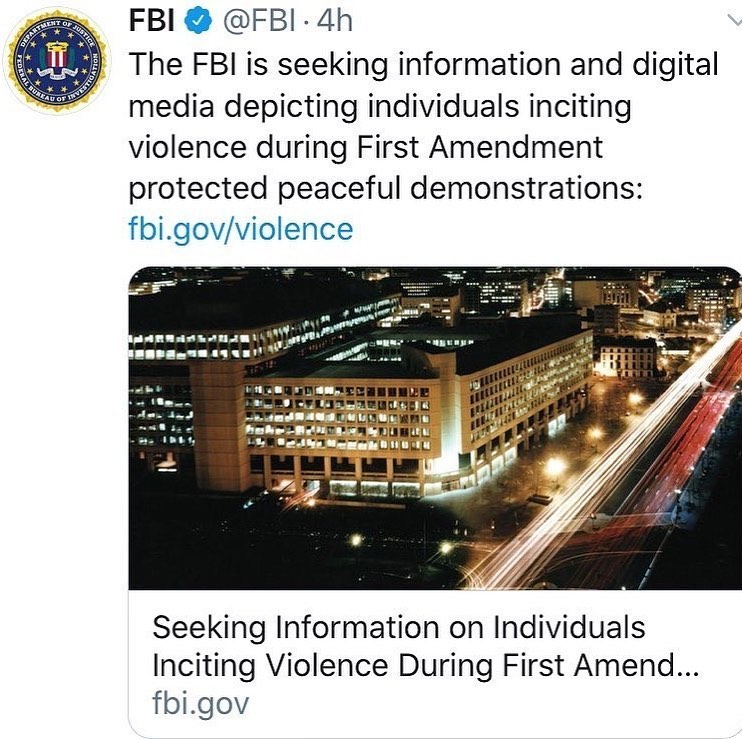 DEPARTMENT OF JUSTICE
FEDERAL BUREAU OF INVESTIGATION
FBI @FBI · 4h
The FBI is seeking information and digital
media depicting individuals inciting
violence during First Amendment
protected peaceful demonstrations:
fbi.gov/violence
Seeking Information on Individuals
Inciting Violence During First Amend...
fbi.gov